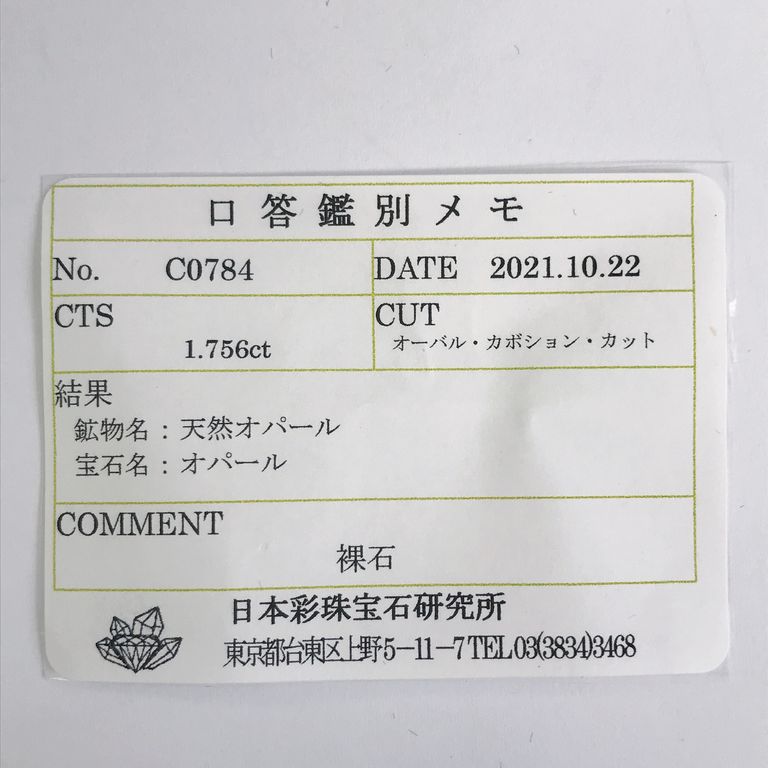 口答鑑別メモ
No. C0784 DATE 2021.10.22
CTS CUT
1.756ct オーバル・カボション・カット
結果
鉱物名：天然オパール
宝石名：オパール
COMMENT
裸石
日本彩珠宝石研究所
東京都台東区上野5-11-7 TEL 03(3834)3468